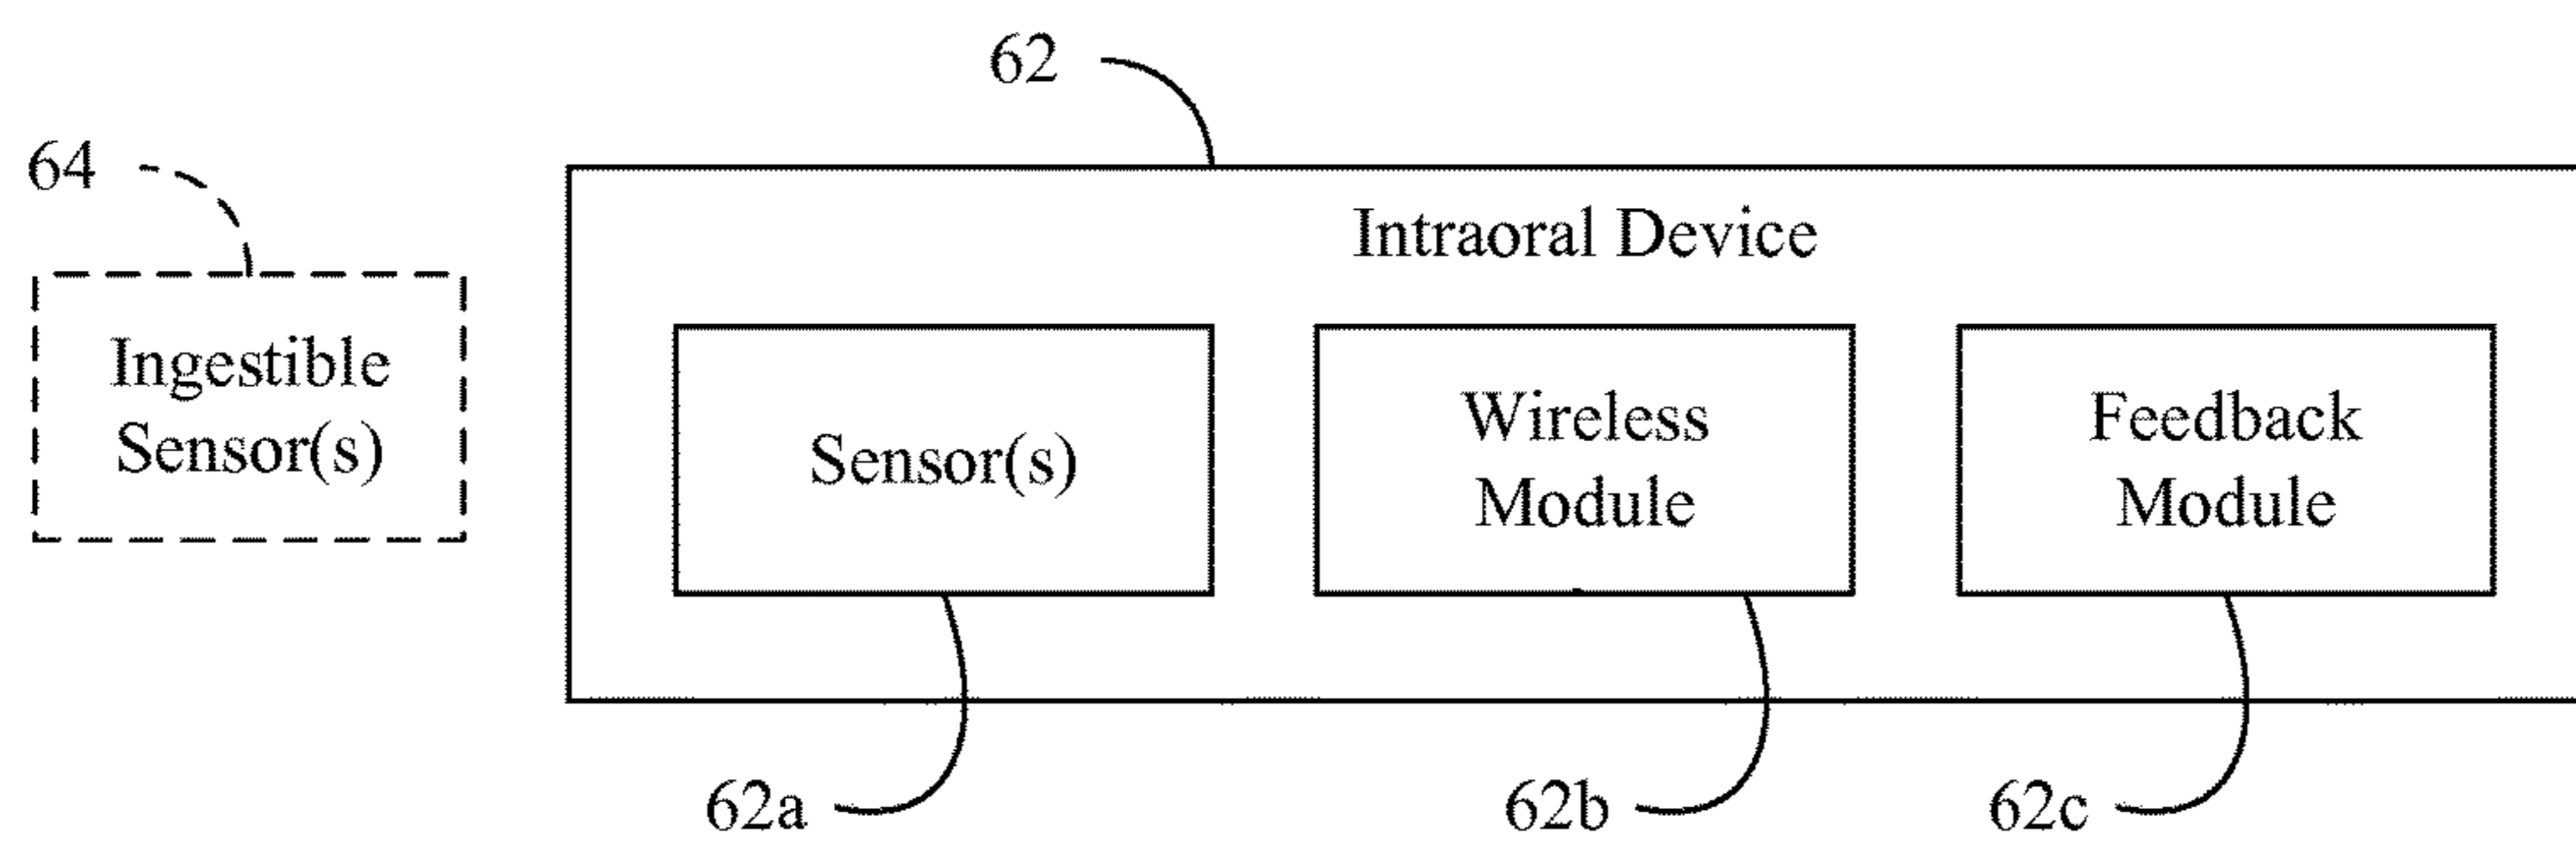 62
64
Intraoral Device
Ingestible
Sensor(s)
Sensor(s)
Wireless
Module
Feedback
Module
62a
62b
62c